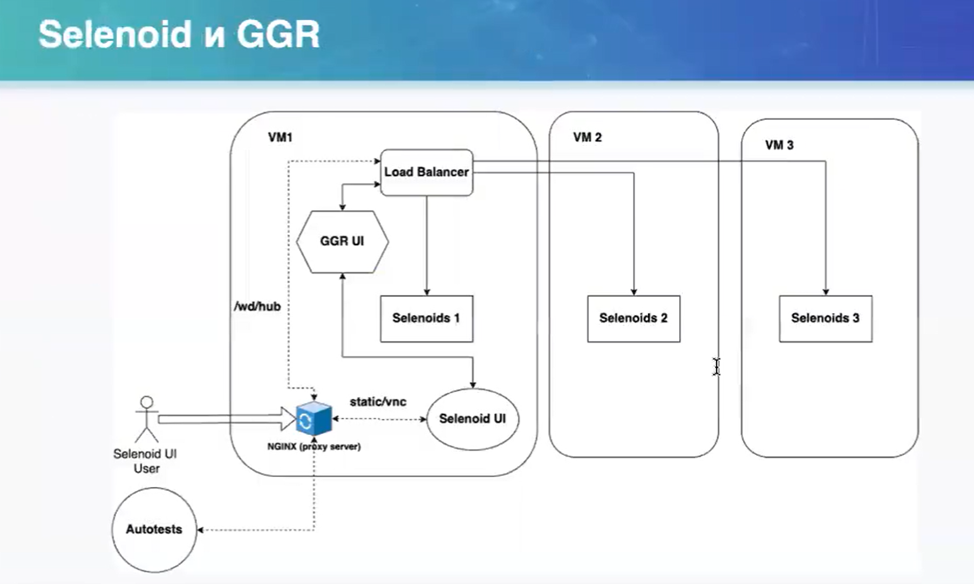 Selenoid и GGR
VM1
VM 2
VM 3
Load Balancer
GGR UI
/wd/hub
Selenoids 1
Selenoids 2
Selenoids 3
static/vnc
Selenoid UI
NGINX (proxy server)
Selenoid UI
User
Autotests